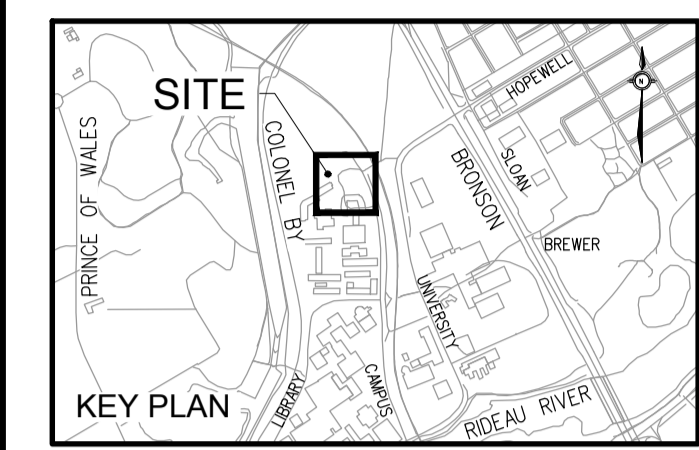 SITE
HOPEWELL
N
PRINCE OF WALES
COLONEL BY
BRONSON
SLOAN
BREWER
UNIVERSITY
LIBRARY
CAMPUS
KEY PLAN
RIDEAU RIVER